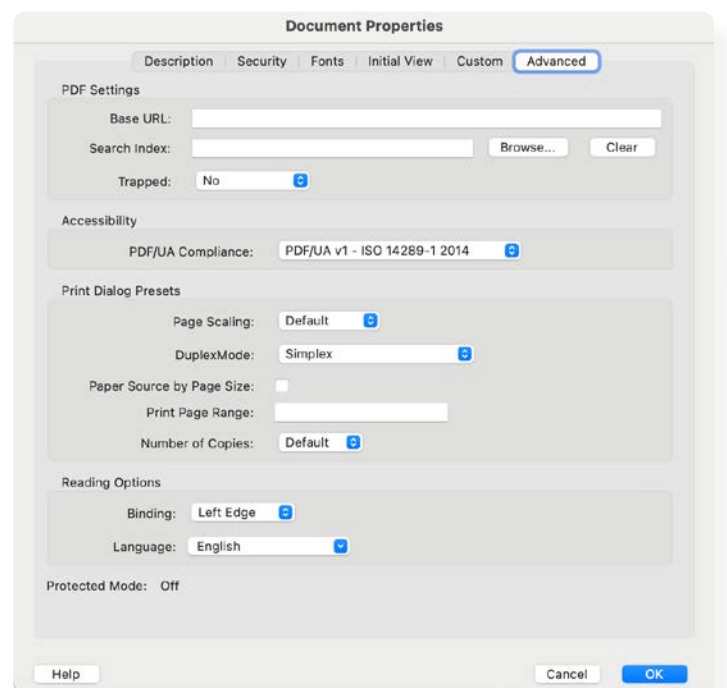 Document Properties
Description Security Fonts Initial View Custom Advanced
PDF Settings
Base URL:
Search Index: Browse... Clear
Trapped: No
Accessibility
PDF/UA Compliance: PDF/UA v1 - ISO 14289-1 2014
Print Dialog Presets
Page Scaling: Default
DuplexMode: Simplex
Paper Source by Page Size:
Print Page Range:
Number of Copies: Default
Reading Options
Binding: Left Edge
Language: English
Protected Mode: Off
Help Cancel OK